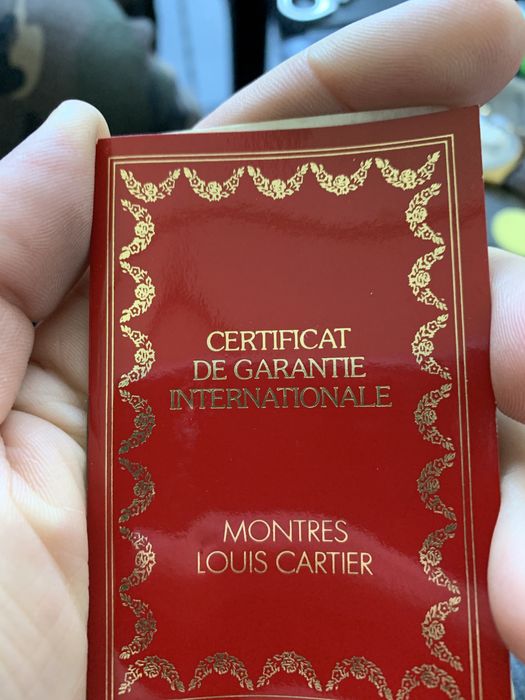 CERTIFICAT
DE GARANTIE
INTERNATIONALE
MONTRES
LOUIS CARTIER